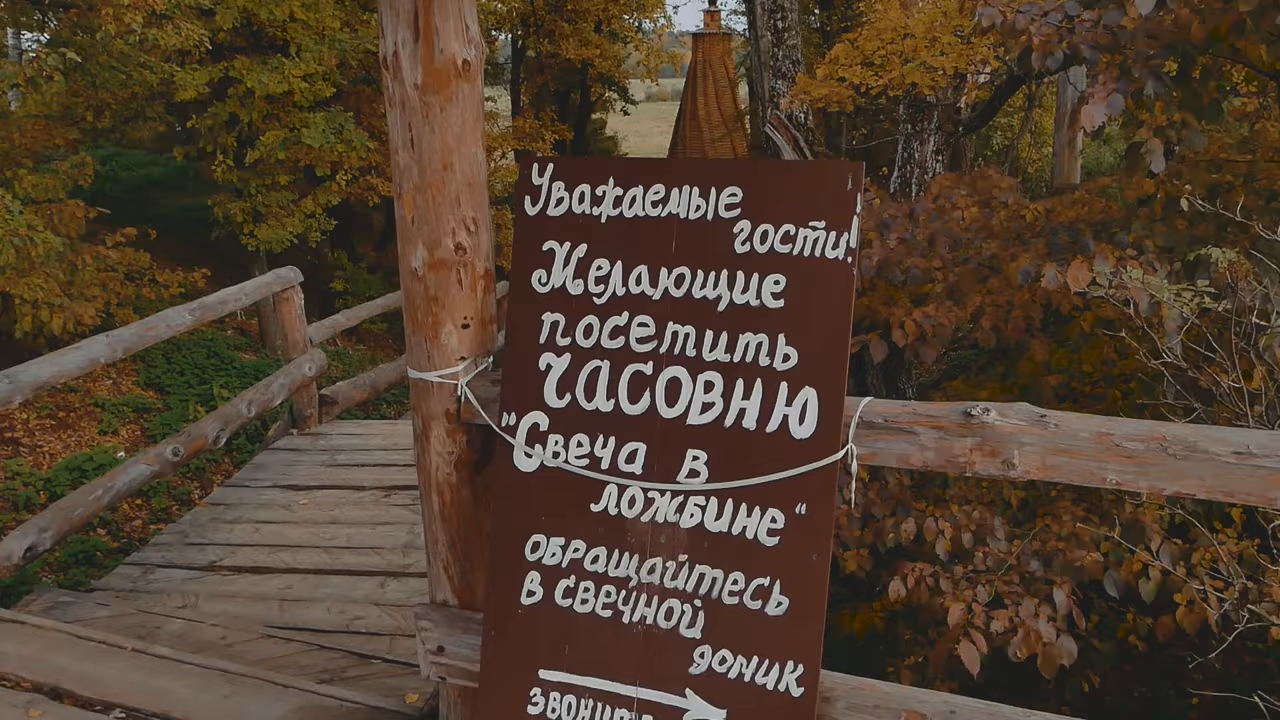 Уважаемые
гости!
Желающие
посетить
ЧАСОВНЮ
"Свеча в
ложбине"
обращайтесь
в свечной
домик